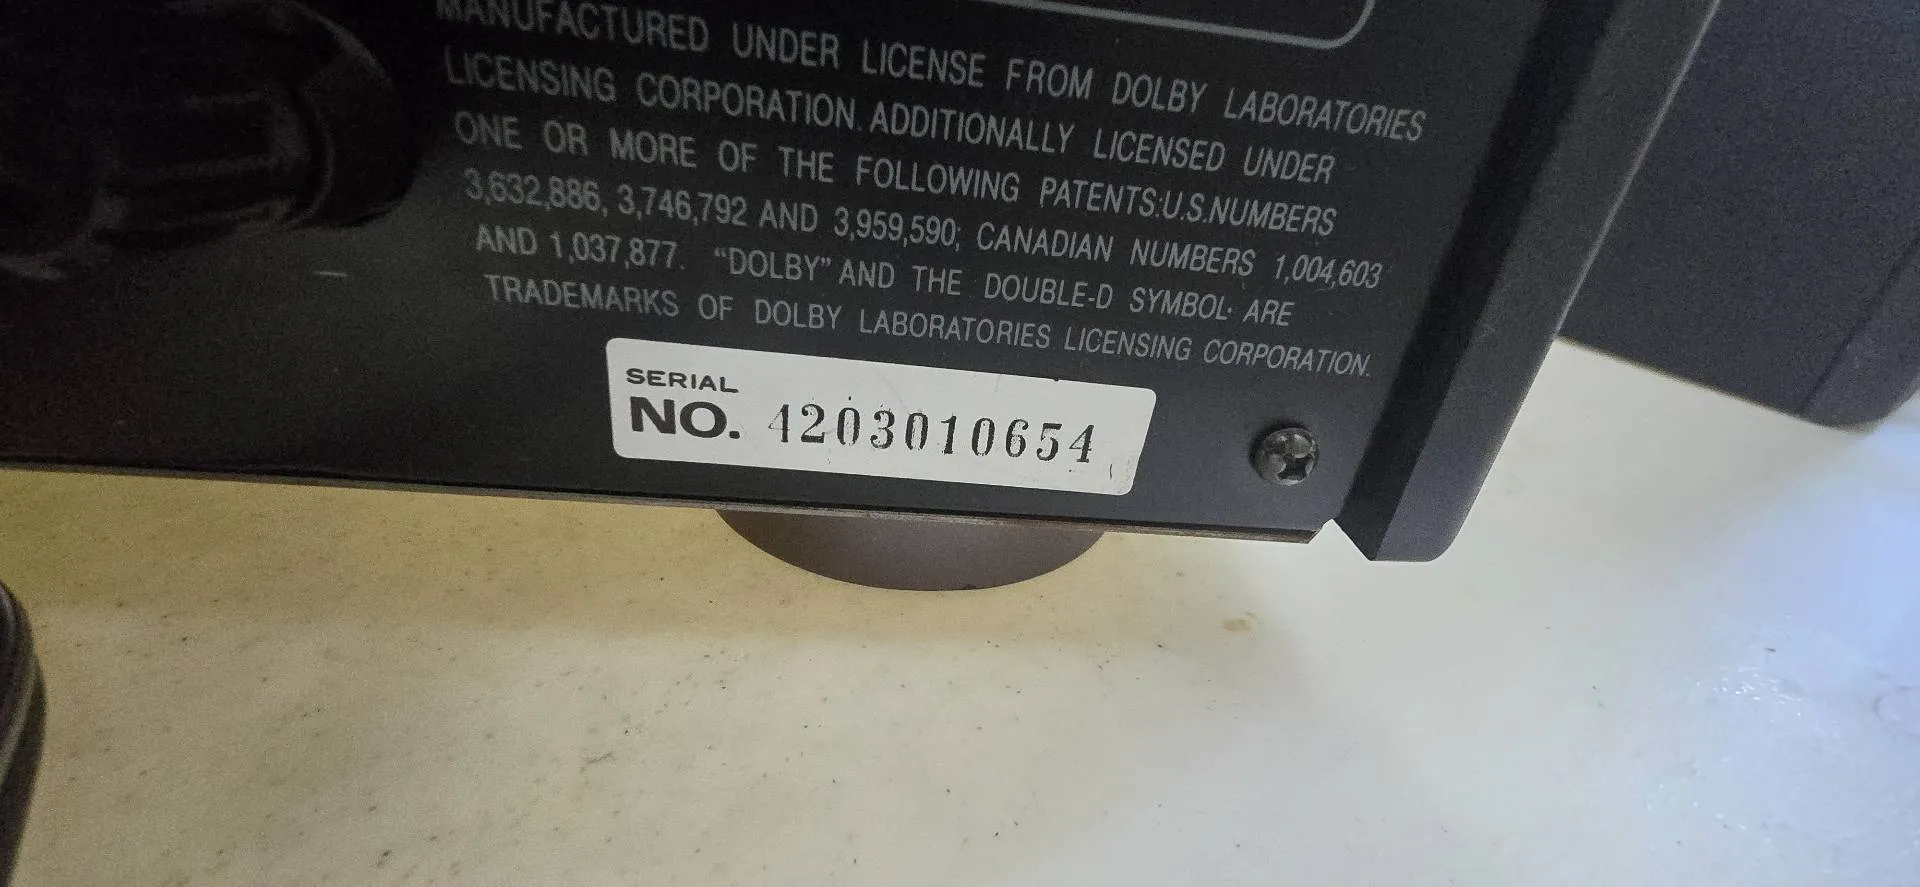 MANUFACTURED UNDER LICENSE FROM DOLBY LABORATORIES
LICENSING CORPORATION. ADDITIONALLY LICENSED UNDER
ONE OR MORE OF THE FOLLOWING PATENTS:U.S.NUMBERS
3,632,886, 3,746,792 AND 3,959,590; CANADIAN NUMBERS 1,004,603
AND 1,037,877. “DOLBY” AND THE DOUBLE-D SYMBOL· ARE
TRADEMARKS OF DOLBY LABORATORIES LICENSING CORPORATION.
SERIAL
NO. 4203010654